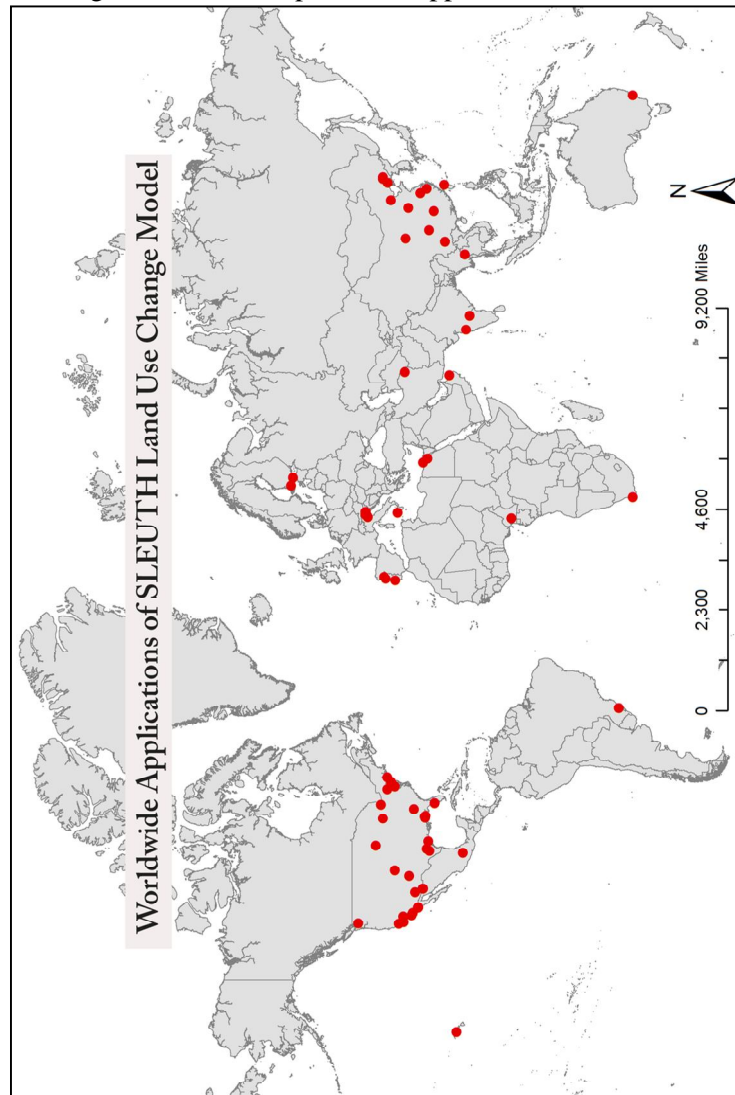 Worldwide Applications of SLEUTH Land Use Change Model
N
0 2,300 4,600 9,200 Miles